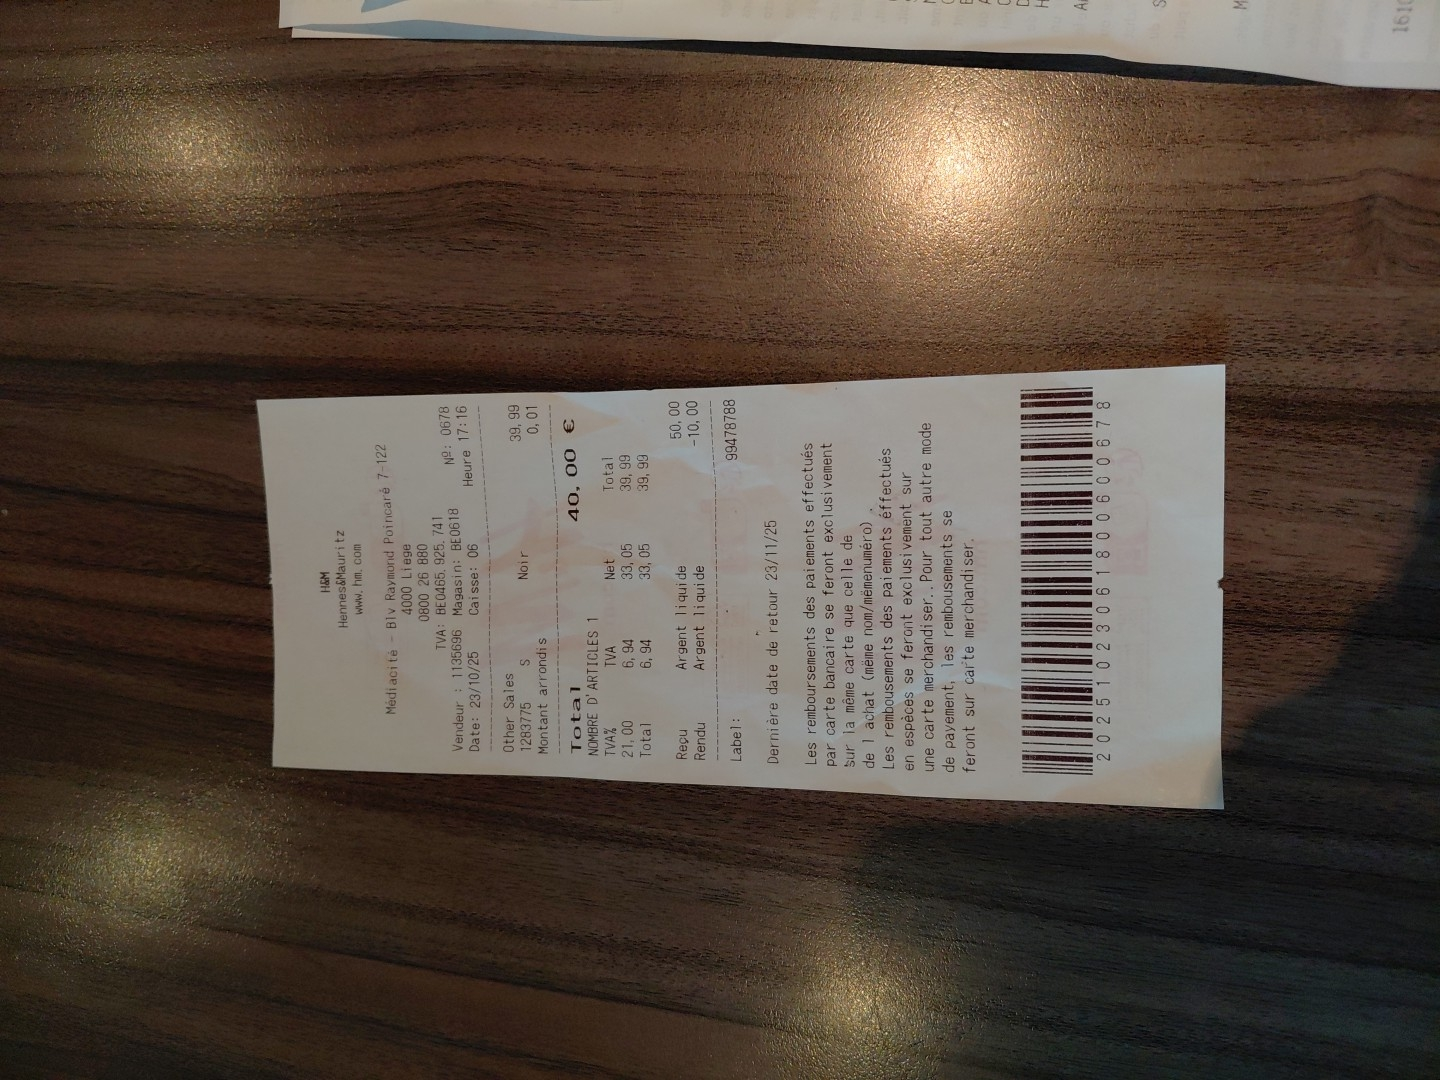 H&M
Hennes&Mauritz
www.hm.com
Médiacité - Blv Raymond Poincaré 7-122
4000 Liege
0800 26 880
TVA: BE0465.925.741
Vendeur : 1135696 Magasin: BE0618 Nº: 0678
Date: 23/10/25 Caisse: 06 Heure 17:16
Other Sales
1283775 S Noir 39,99
Montant arrondis 0,01
Total 40,00 €
NOMBRE D'ARTICLES 1
TVA% TVA Net Total
21,00 6,94 33,05 39,99
Total 6,94 33,05 39,99
Reçu Argent liquide 50,00
Rendu Argent liquide -10,00
Label: 99478788
Dernière date de retour 23/11/25
Les remboursements des paiements effectués
par carte bancaire se feront exclusivement
sur la même carte que celle de
de l achat (même nom/mêmenuméro).
Les rembousements des paiements éffectués
en espèces se feront exclusivement sur
une carte merchandiser..Pour tout autre mode
de payement, les rembousements se
feront sur carte merchandiser.
2025102306180600678